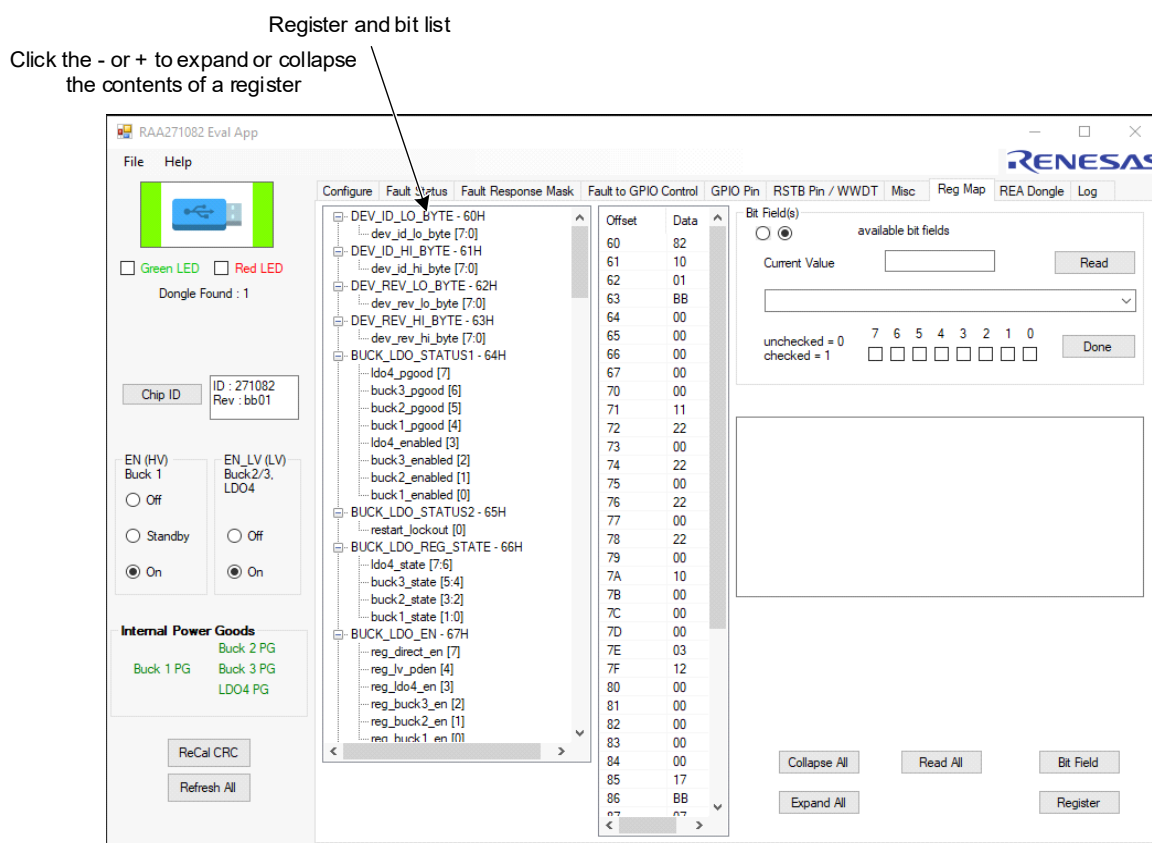 Register and bit list
Click the - or + to expand or collapse
the contents of a register
RAA271082 Eval App
File Help
RENESAS
Configure Fault Status Fault Response Mask Fault to GPIO Control GPIO Pin RSTB Pin / WWDT Misc Reg Map REA Dongle Log
Green LED Red LED
Dongle Found : 1
Chip ID
ID : 271082
Rev : bb01
EN (HV)
Buck 1
Off
Standby
On
EN_LV (LV)
Buck2/3,
LDO4
Off
On
Internal Power Goods
Buck 2 PG
Buck 1 PG Buck 3 PG
LDO4 PG
ReCal CRC
Refresh All
DEV_ID_LO_BYTE - 60H
dev_id_lo_byte [7:0]
DEV_ID_HI_BYTE - 61H
dev_id_hi_byte [7:0]
DEV_REV_LO_BYTE - 62H
dev_rev_lo_byte [7:0]
DEV_REV_HI_BYTE - 63H
dev_rev_hi_byte [7:0]
BUCK_LDO_STATUS1 - 64H
ldo4_pgood [7]
buck3_pgood [6]
buck2_pgood [5]
buck1_pgood [4]
ldo4_enabled [3]
buck3_enabled [2]
buck2_enabled [1]
buck1_enabled [0]
BUCK_LDO_STATUS2 - 65H
restart_lockout [0]
BUCK_LDO_REG_STATE - 66H
ldo4_state [7:6]
buck3_state [5:4]
buck2_state [3:2]
buck1_state [1:0]
BUCK_LDO_EN - 67H
reg_direct_en [7]
reg_lv_pden [4]
reg_ldo4_en [3]
reg_buck3_en [2]
reg_buck2_en [1]
reg_buck1_en [0]
Offset Data
60 82
61 10
62 01
63 BB
64 00
65 00
66 00
67 00
70 00
71 11
72 22
73 00
74 22
75 00
76 22
77 00
78 22
79 00
7A 10
7B 00
7C 00
7D 00
7E 03
7F 12
80 00
81 00
82 00
83 00
84 00
85 17
86 BB
87 07
Bit Field(s)
available bit fields
Current Value
Read
7 6 5 4 3 2 1 0
unchecked = 0
checked = 1
Done
Collapse All Read All Bit Field
Expand All Register